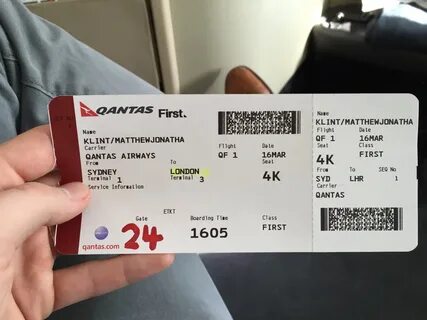 QANTAS First.
Name
KLINT/MATTHEWJONATHA
Carrier
QANTAS AIRWAYS
Flight Date
QF 1 16MAR
From To
SYDNEY LONDON
Terminal 1 Terminal 3
Seat
4K
Service Information
ETKT
Gate Boarding Time Class
24 1605 FIRST
qantas.com
Name
KLINT/MATTHEWJONATHA
Flight Date
QF 1 16MAR
Seat Class
4K FIRST
From To SEQ No
SYD LHR 1
QANTAS